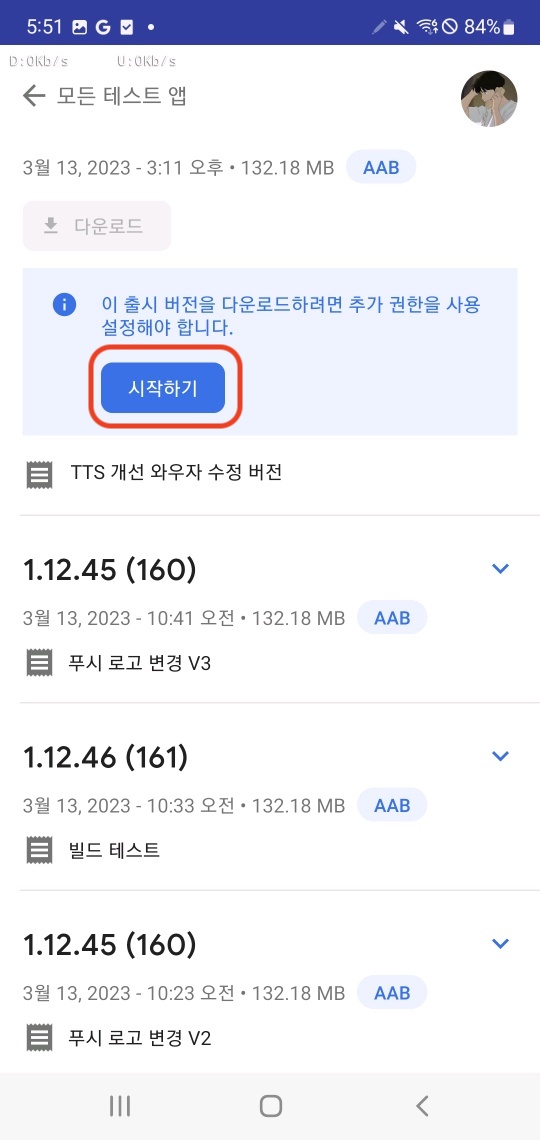 5:51
84%
D:0Kb/s U:0Kb/s
모든 테스트 앱
3월 13, 2023 - 3:11 오후 • 132.18 MB AAB
다운로드
이 출시 버전을 다운로드하려면 추가 권한을 사용
설정해야 합니다.
시작하기
TTS 개선 와우자 수정 버전
1.12.45 (160)
3월 13, 2023 - 10:41 오전 • 132.18 MB AAB
푸시 로고 변경 V3
1.12.46 (161)
3월 13, 2023 - 10:33 오전 • 132.18 MB AAB
빌드 테스트
1.12.45 (160)
3월 13, 2023 - 10:23 오전 • 132.18 MB AAB
푸시 로고 변경 V2